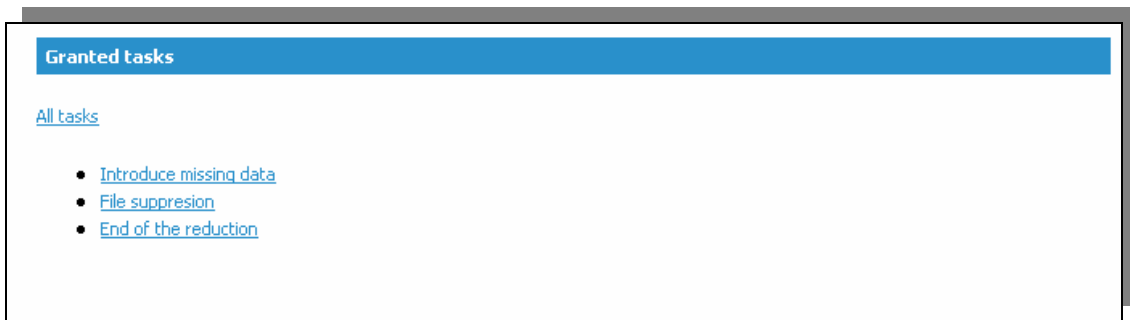 Granted tasks
All tasks
Introduce missing data
File suppresion
End of the reduction